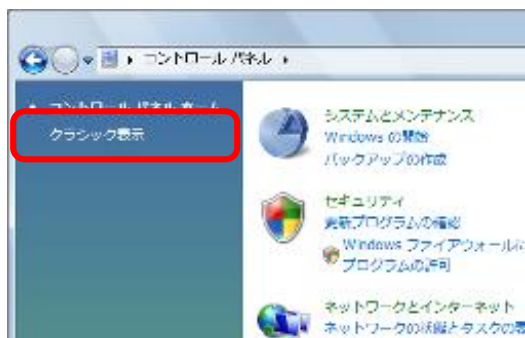 コントロール パネル
コントロール パネル ホーム
クラシック表示
システムとメンテナンス
Windows の開始
バックアップの作成
セキュリティ
更新プログラムの確認
Windows ファイアウォールに
プログラムの許可
ネットワークとインターネット
ネットワークの状態とタスクの表